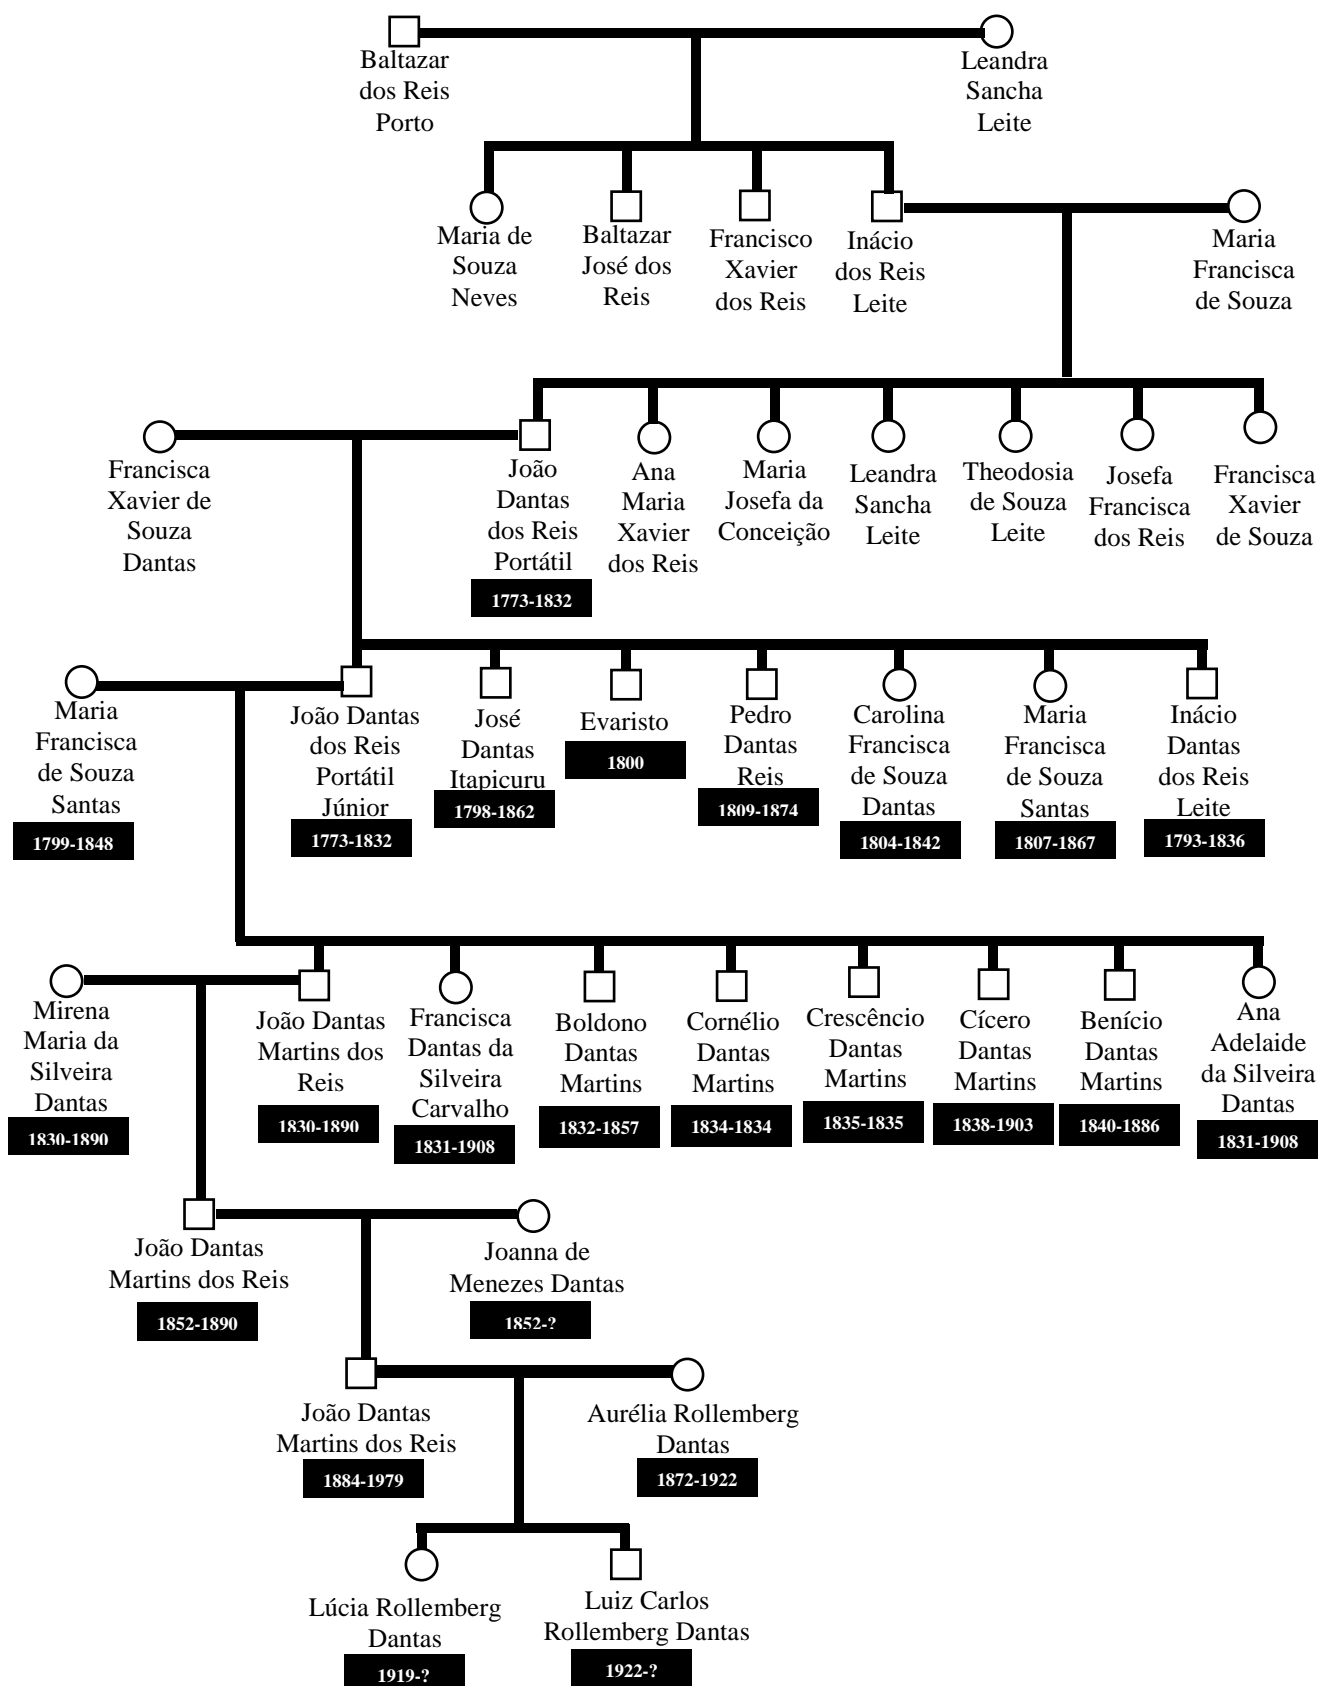 Baltazar
dos Reis
Porto
Leandra
Sancha
Leite
Maria de
Souza
Neves
Baltazar
José dos
Reis
Francisco
Xavier
dos Reis
Inácio
dos Reis
Leite
Maria
Francisca
de Souza
Francisca
Xavier de
Souza
Dantas
João
Dantas
dos Reis
Portátil
1773-1832
Ana
Maria
Xavier
dos Reis
Maria
Josefa da
Conceição
Leandra
Sancha
Leite
Theodosia
de Souza
Leite
Josefa
Francisca
dos Reis
Francisca
Xavier
de Souza
Maria
Francisca
de Souza
Santas
1799-1848
João Dantas
dos Reis
Portátil
Júnior
1773-1832
José
Dantas
Itapicuru
1798-1862
Evaristo
1800
Pedro
Dantas
Reis
1809-1874
Carolina
Francisca
de Souza
Dantas
1804-1842
Maria
Francisca
de Souza
Santas
1807-1867
Inácio
Dantas
dos Reis
Leite
1793-1836
Mirena
Maria da
Silveira
Dantas
1830-1890
João Dantas
Martins dos
Reis
1830-1890
Francisca
Dantas da
Silveira
Carvalho
1831-1908
Boldono
Dantas
Martins
1832-1857
Cornélio
Dantas
Martins
1834-1834
Crescêncio
Dantas
Martins
1835-1835
Cícero
Dantas
Martins
1838-1903
Benício
Dantas
Martins
1840-1886
Ana
Adelaide
da Silveira
Dantas
1831-1908
João Dantas
Martins dos Reis
1852-1890
Joanna de
Menezes Dantas
1852-?
João Dantas
Martins dos Reis
1884-1979
Aurélia Rollemberg
Dantas
1872-1922
Lúcia Rollemberg
Dantas
1919-?
Luiz Carlos
Rollemberg Dantas
1922-?